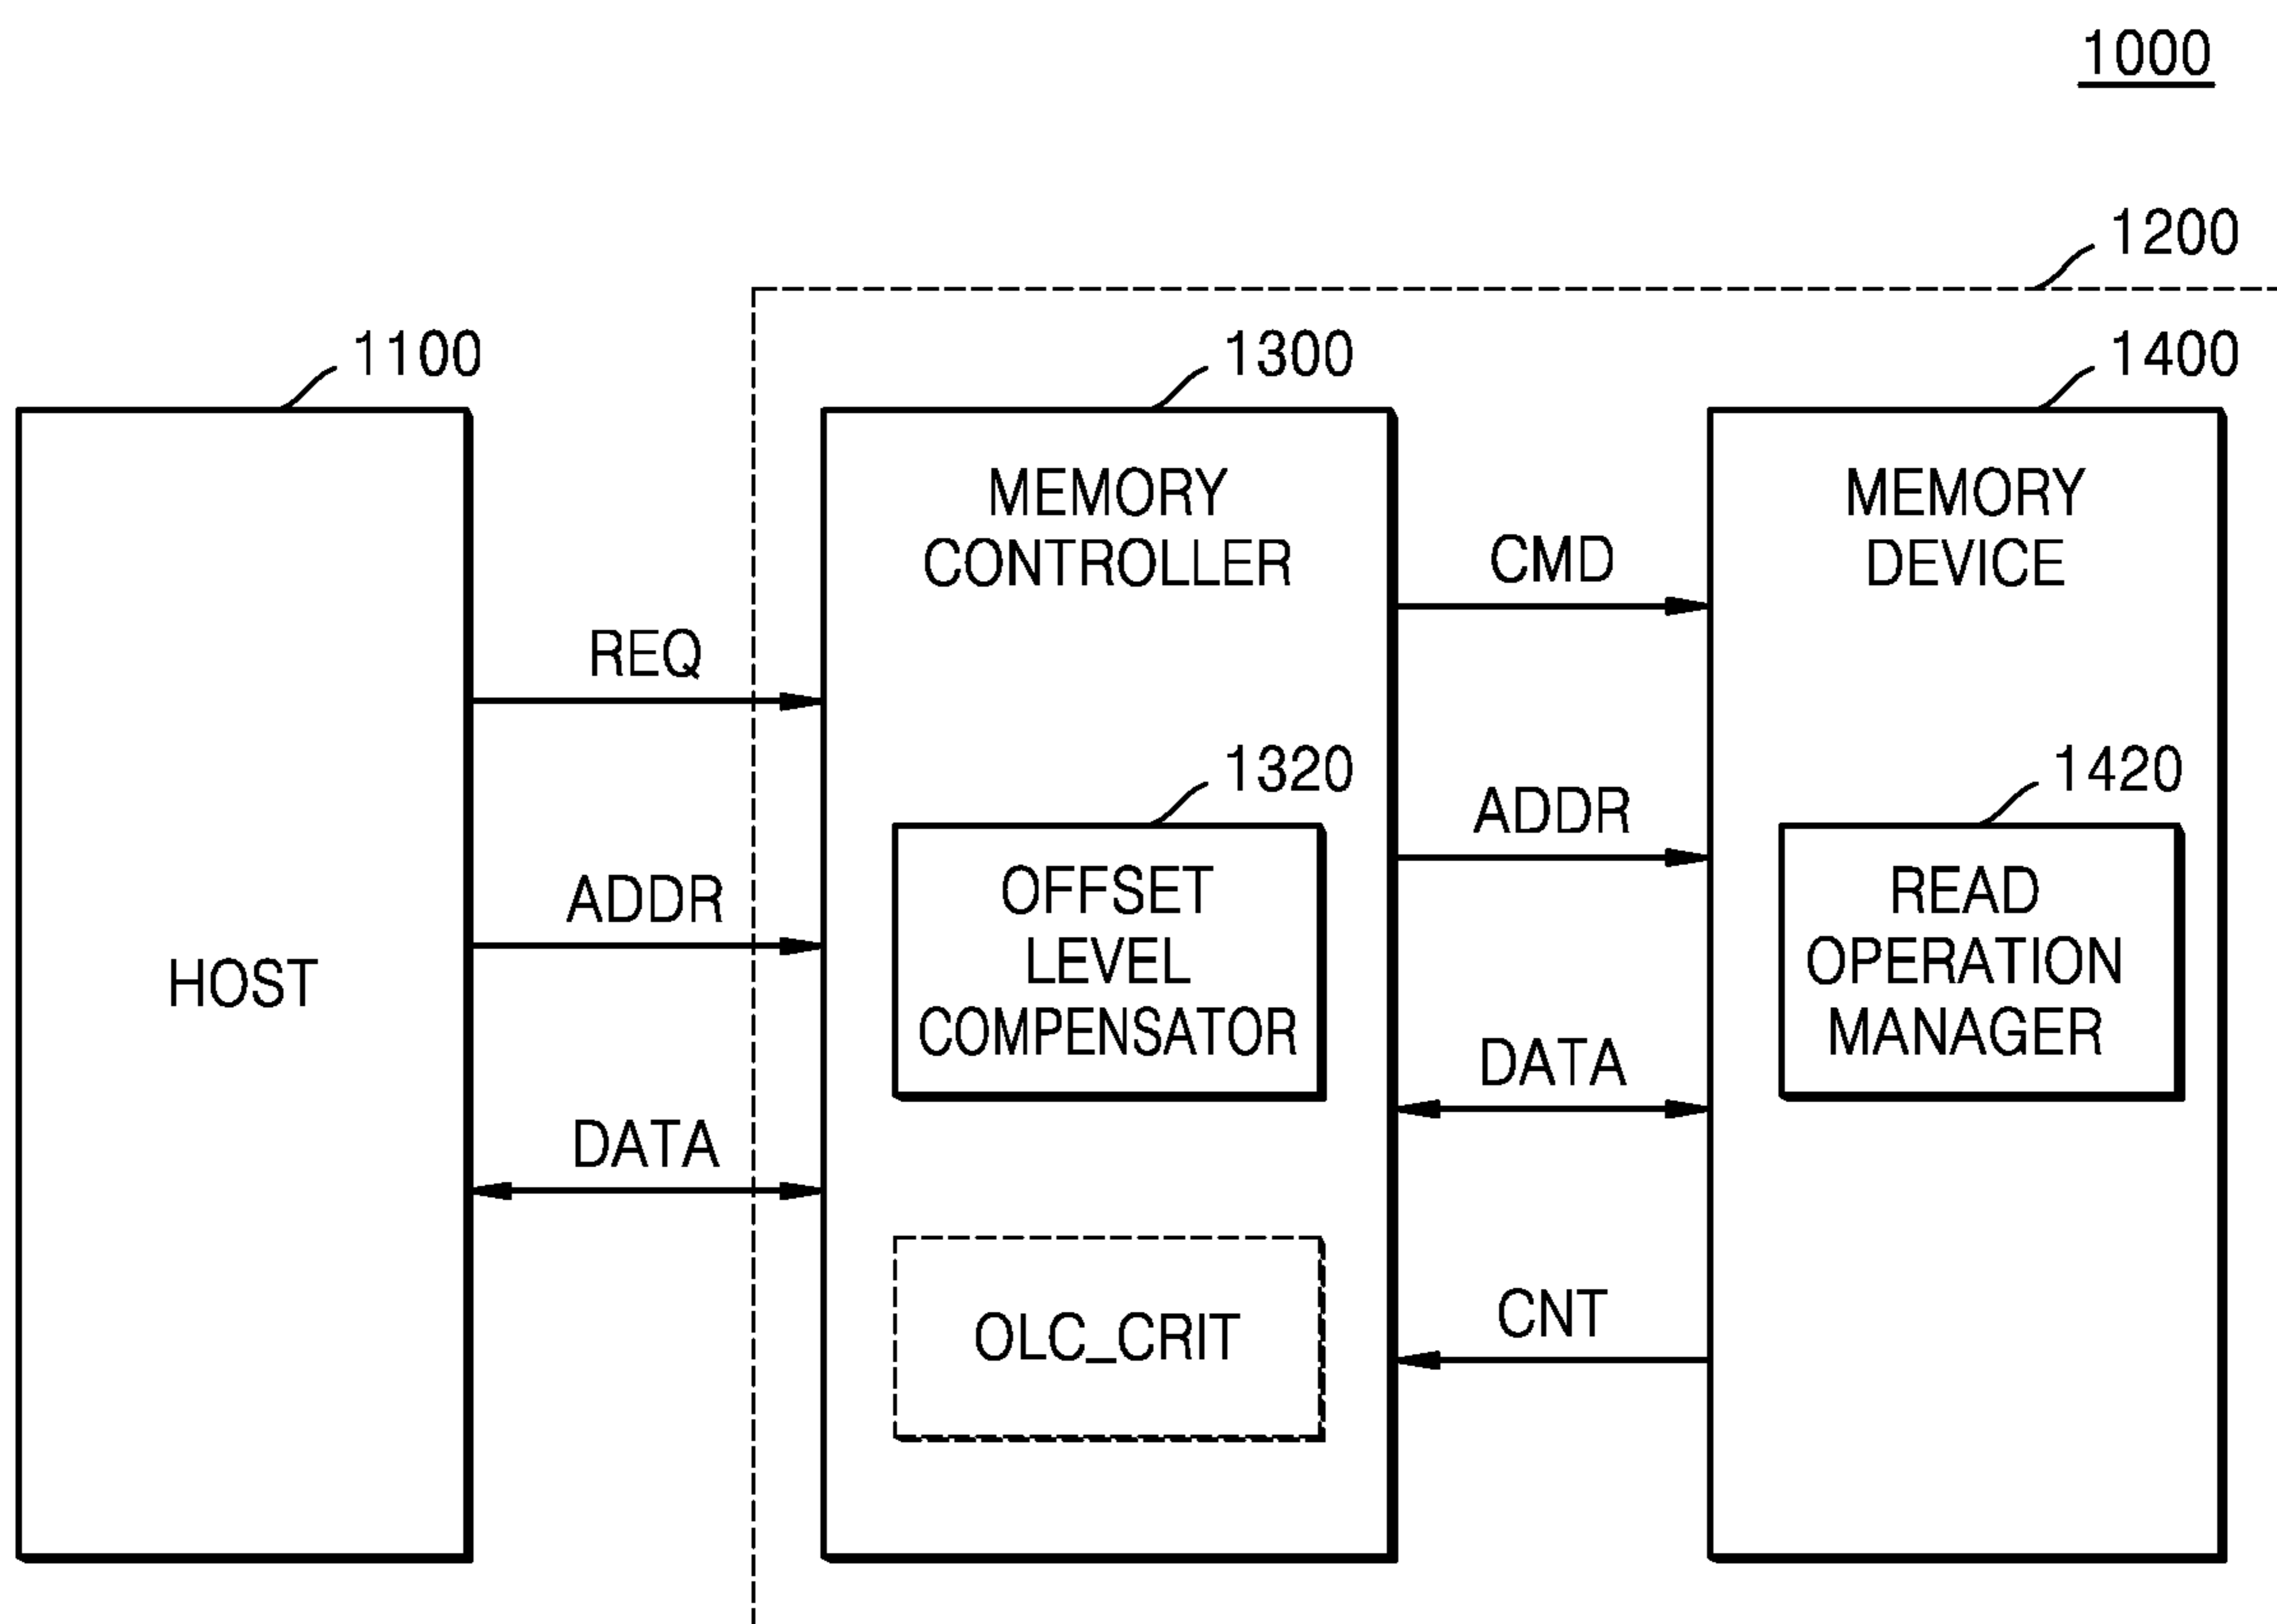 1000
1200
1100
1300
1400
MEMORY
CONTROLLER
MEMORY
DEVICE
CMD
REQ
1320
1420
ADDR
OFFSET
LEVEL
COMPENSATOR
READ
OPERATION
MANAGER
ADDR
HOST
DATA
DATA
OLC_CRIT
CNT